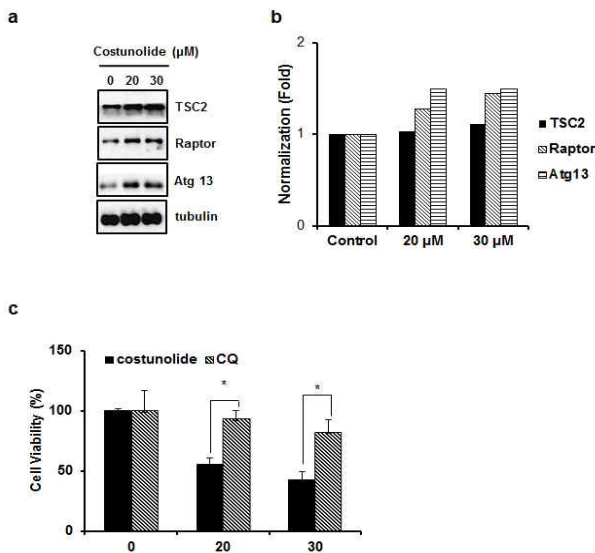 a
Costunolide (μM)
0 20 30
TSC2
Raptor
Atg 13
tubulin
b
Normalization (Fold)
2
1
0
Control 20 μM 30 μM
TSC2
Raptor
Atg13
c
Cell Viability (%)
150
100
50
0
costunolide CQ
* *
0 20 30